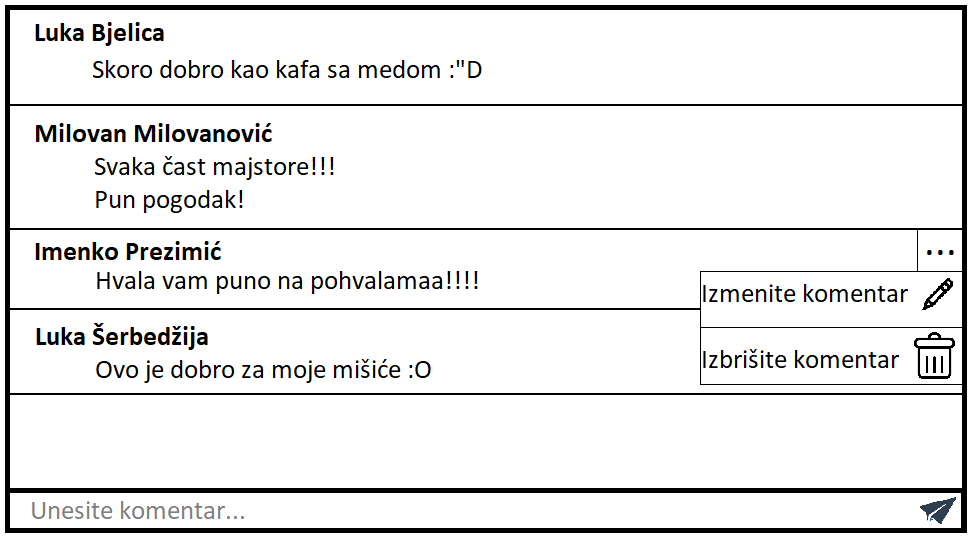 Luka Bjelica
Skoro dobro kao kafa sa medom :"D
Milovan Milovanović
Svaka čast majstore!!!
Pun pogodak!
Imenko Prezimić
...
Hvala vam puno na pohvalamaa!!!!
Izmenite komentar
Luka Šerbedžija
Izbrišite komentar
Ovo je dobro za moje mišiće :O
Unesite komentar...